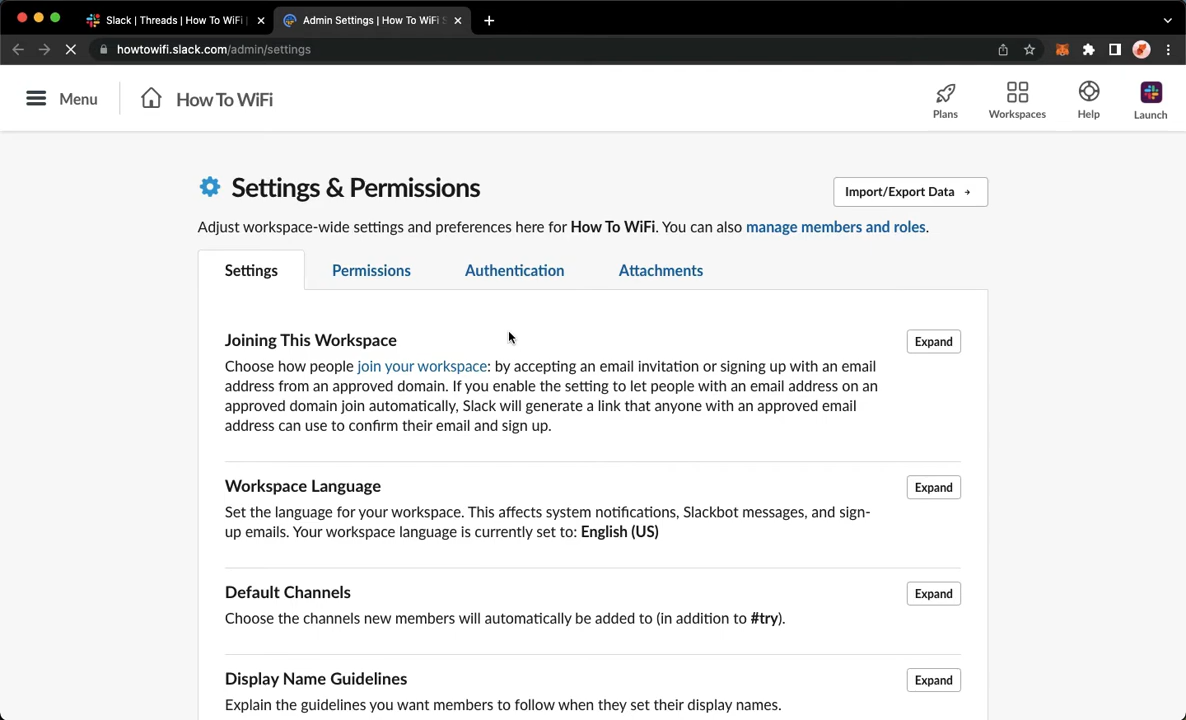 Slack | Threads | How To WiFi |
Admin Settings | How To WiFi S
howtowifi.slack.com/admin/settings
Menu
How To WiFi
Plans
Workspaces
Help
Launch
Settings & Permissions
Import/Export Data →
Adjust workspace-wide settings and preferences here for How To WiFi. You can also manage members and roles.
Settings
Permissions
Authentication
Attachments
Joining This Workspace
Expand
Choose how people join your workspace: by accepting an email invitation or signing up with an email
address from an approved domain. If you enable the setting to let people with an email address on an
approved domain join automatically, Slack will generate a link that anyone with an approved email
address can use to confirm their email and sign up.
Workspace Language
Expand
Set the language for your workspace. This affects system notifications, Slackbot messages, and sign-
up emails. Your workspace language is currently set to: English (US)
Default Channels
Expand
Choose the channels new members will automatically be added to (in addition to #try).
Display Name Guidelines
Expand
Explain the guidelines you want members to follow when they set their display names.